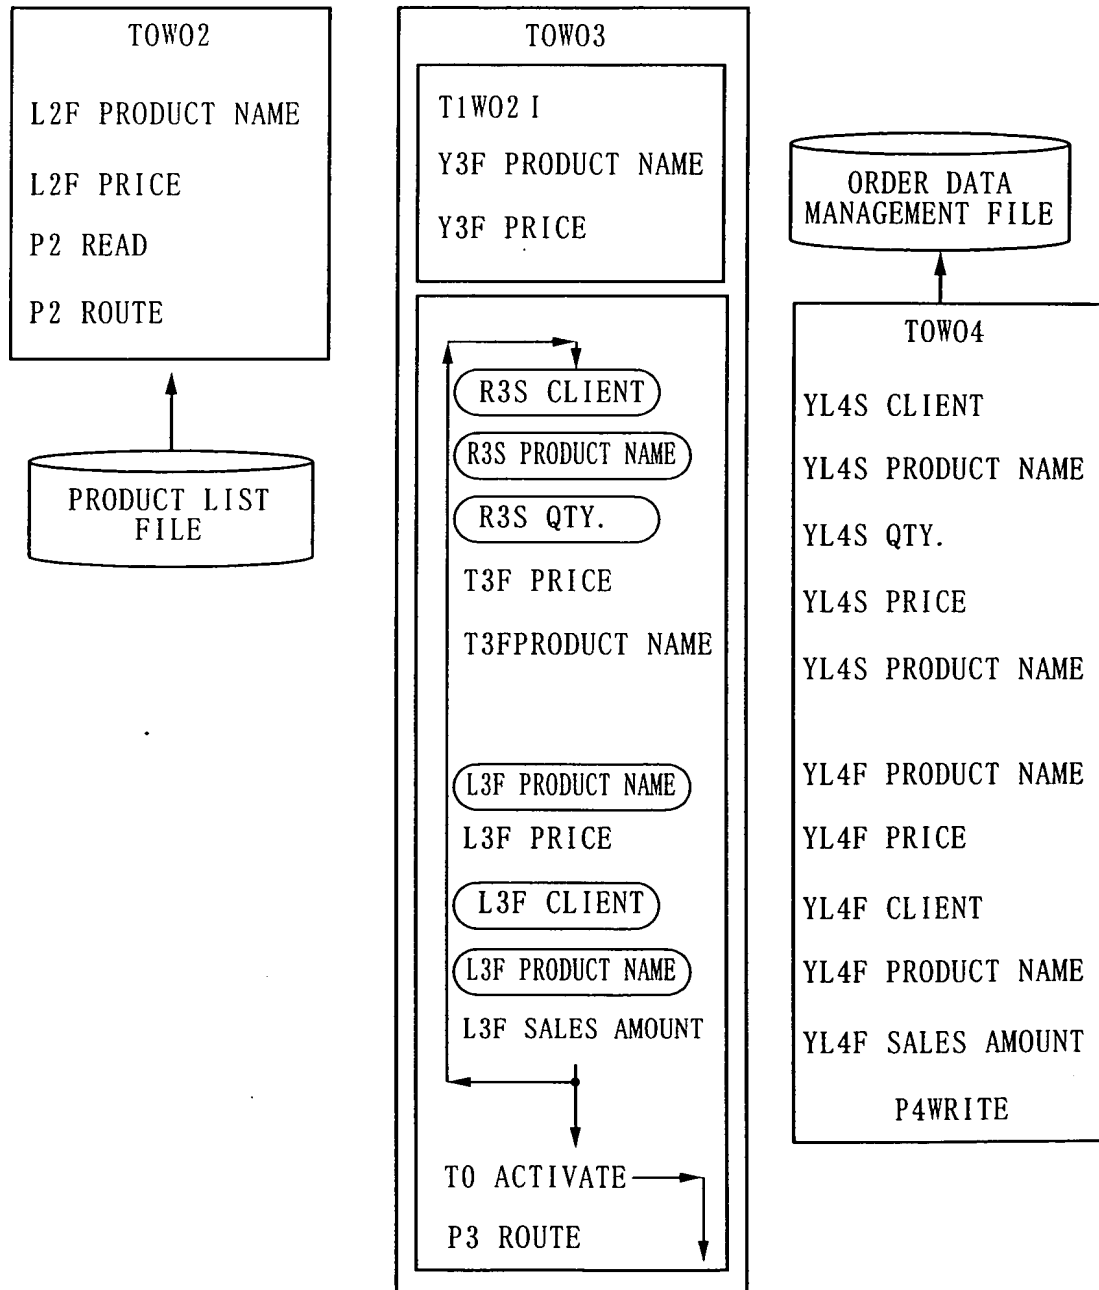 TOWO2
L2F PRODUCT NAME
L2F PRICE
P2 READ
P2 ROUTE
PRODUCT LIST
FILE
TOWO3
T1WO2 I
Y3F PRODUCT NAME
Y3F PRICE
R3S CLIENT
R3S PRODUCT NAME
R3S QTY.
T3F PRICE
T3FPRODUCT NAME
L3F PRODUCT NAME
L3F PRICE
L3F CLIENT
L3F PRODUCT NAME
L3F SALES AMOUNT
TO ACTIVATE
P3 ROUTE
ORDER DATA
MANAGEMENT FILE
TOWO4
YL4S CLIENT
YL4S PRODUCT NAME
YL4S QTY.
YL4S PRICE
YL4S PRODUCT NAME
YL4F PRODUCT NAME
YL4F PRICE
YL4F CLIENT
YL4F PRODUCT NAME
YL4F SALES AMOUNT
P4WRITE